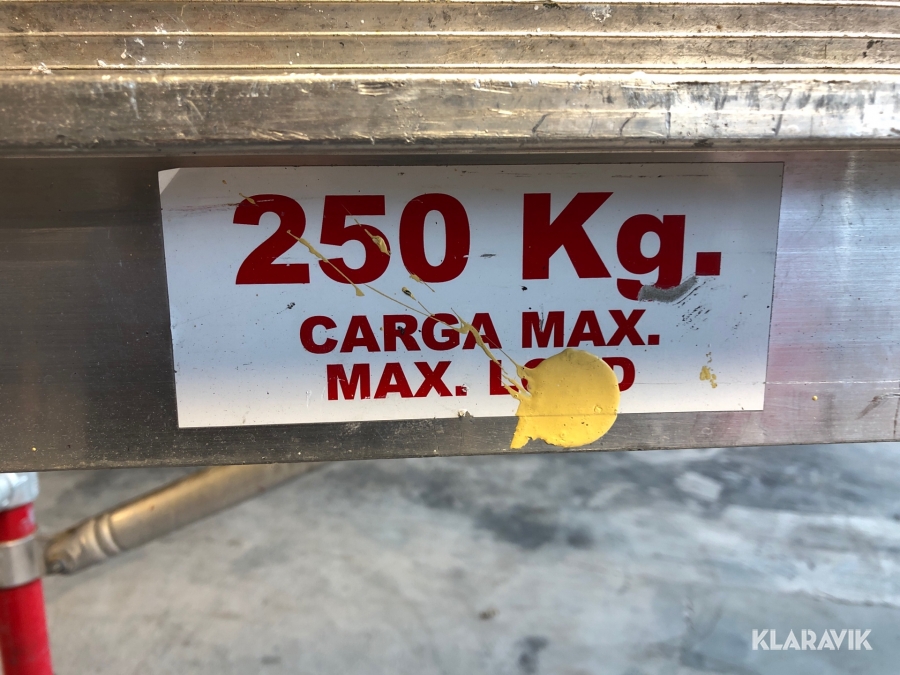 250 Kg.
CARGA MAX.
MAX.
KLARAVIK